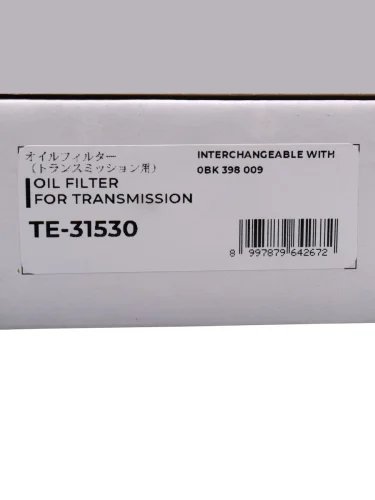 オイルフィルター
（トランスミッション用）
OIL FILTER
FOR TRANSMISSION
TE-31530
INTERCHANGEABLE WITH
0BK 398 009
8 997879 642672